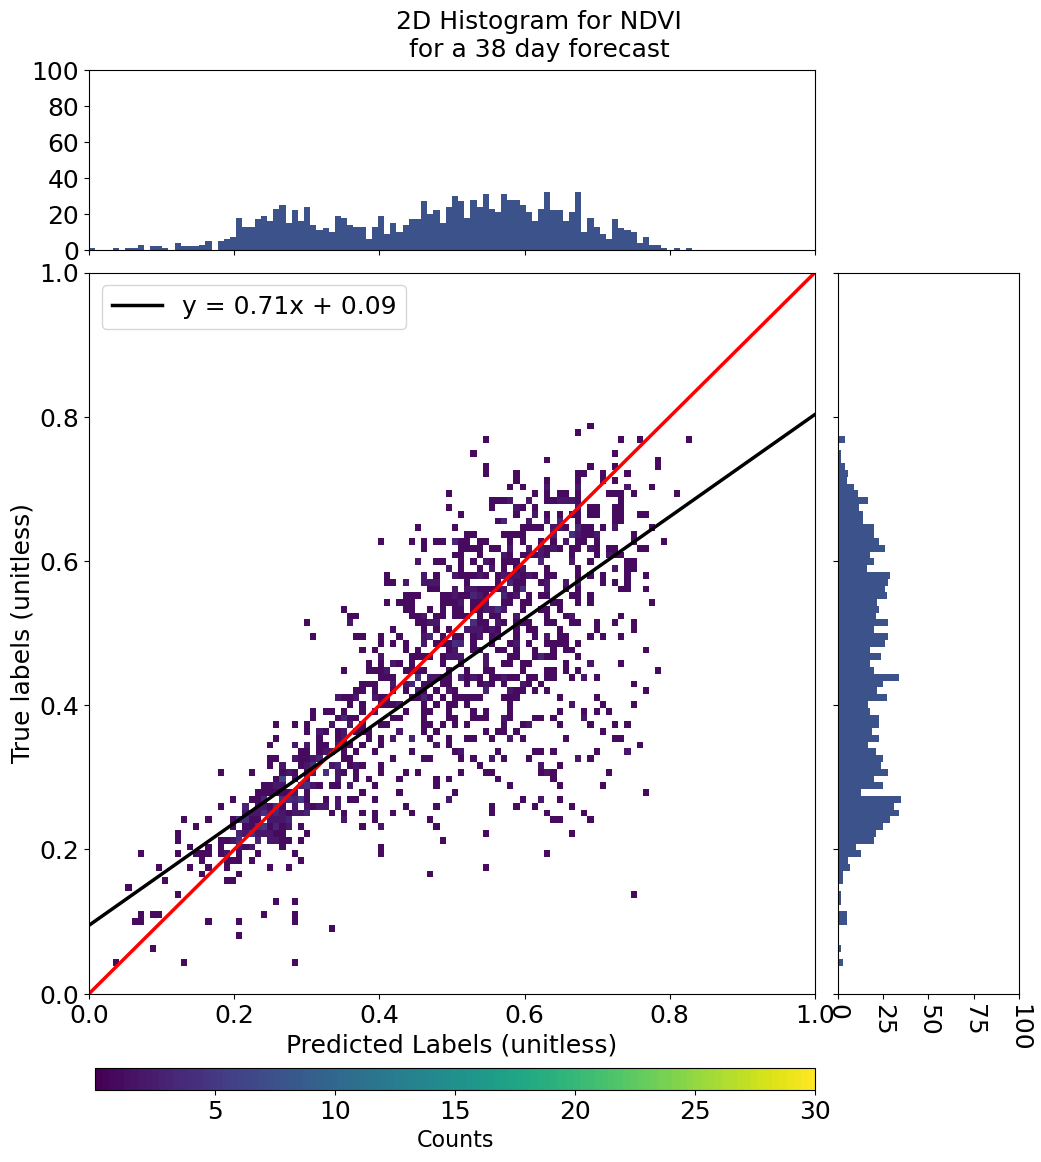 2D Histogram for NDVI
for a 38 day forecast
100
80
60
40
20
0
1.0
0.8
0.6
0.4
0.2
0.0
True labels (unitless)
y = 0.71x + 0.09
0.0 0.2 0.4 0.6 0.8 1.0
Predicted Labels (unitless)
0 25 50 75 100
5 10 15 20 25 30
Counts